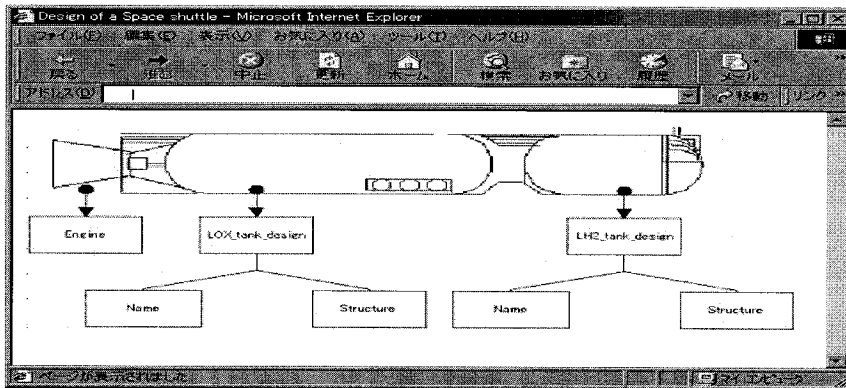 Design of a Space shuttle - Microsoft Internet Explorer
ファイル(F) 編集(E) 表示(V) お気に入り(A) ツール(T) ヘルプ(H)
戻る 進む 中止 更新 ホーム 検索 お気に入り 履歴 メール
アドレス(D) 移動 リンク
Engine LOX_tank_design LH2_tank_design
Name Structure Name Structure
ページが表示されました マイ コンピュータ